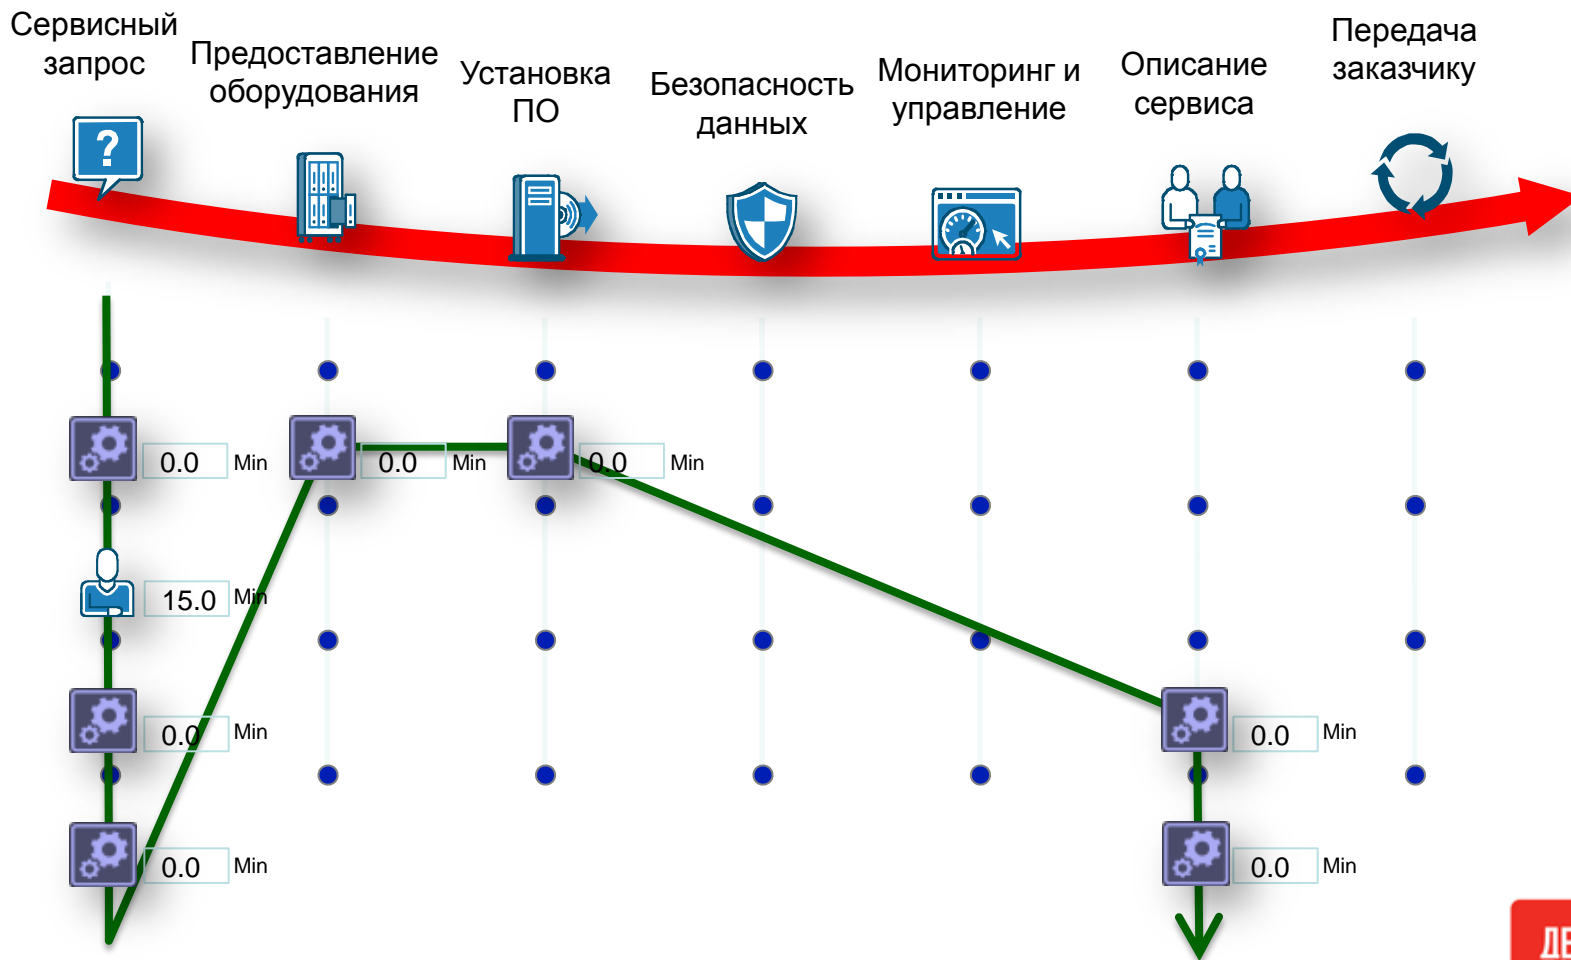 Сервисный
запрос
Предоставление
оборудования
Установка
ПО
Безопасность
данных
Мониторинг и
управление
Описание
сервиса
Передача
заказчику
?
0.0 Min
0.0 Min
0.0 Min
15.0 Min
0.0 Min
0.0 Min
0.0 Min
0.0 Min